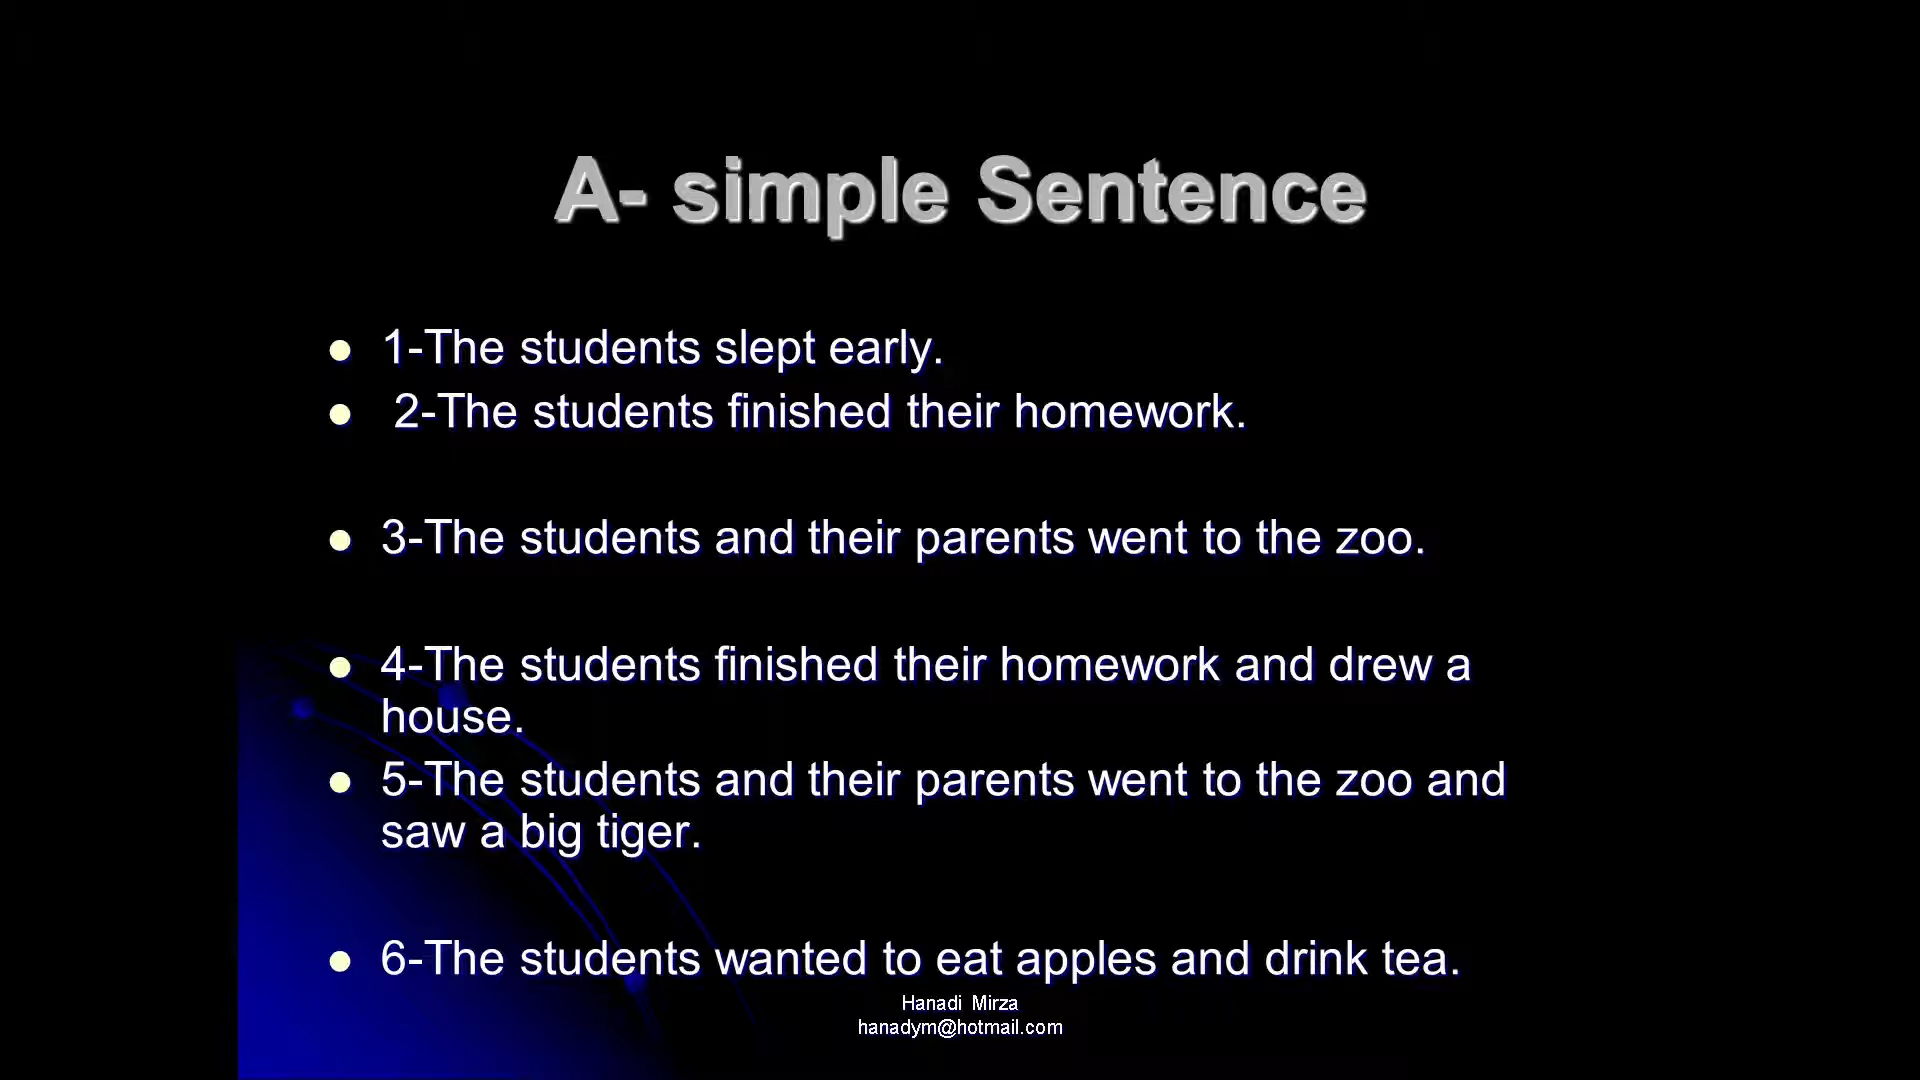 A- simple Sentence
1-The students slept early.
2-The students finished their homework.
3-The students and their parents went to the zoo.
4-The students finished their homework and drew a
house.
5-The students and their parents went to the zoo and
saw a big tiger.
6-The students wanted to eat apples and drink tea.
Hanadi Mirza
hanadym@hotmail.com